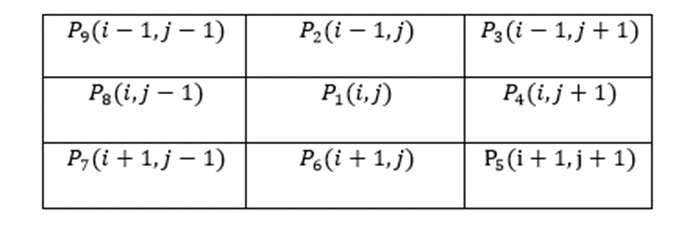 P₉(i − 1, j − 1) P₂(i − 1, j) P₃(i − 1, j + 1)
P₈(i, j − 1) P₁(i, j) P₄(i, j + 1)
P₇(i + 1, j − 1) P₆(i + 1, j) P₅(i + 1, j + 1)